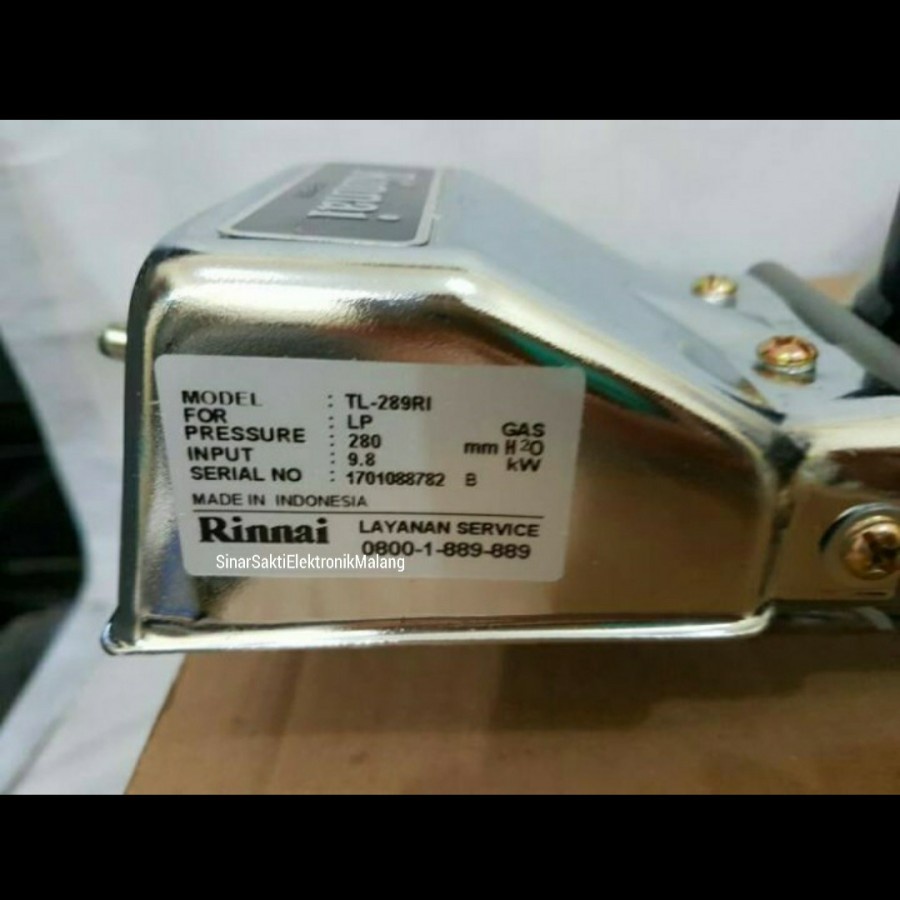 Rinnai
MODEL : TL-289RI
FOR : LP GAS
PRESSURE : 280 mm H2O
INPUT : 9.8 kW
SERIAL NO : 1701088782 B
MADE IN INDONESIA
Rinnai LAYANAN SERVICE
0800-1-889-889
SinarSaktiElektronikMalang